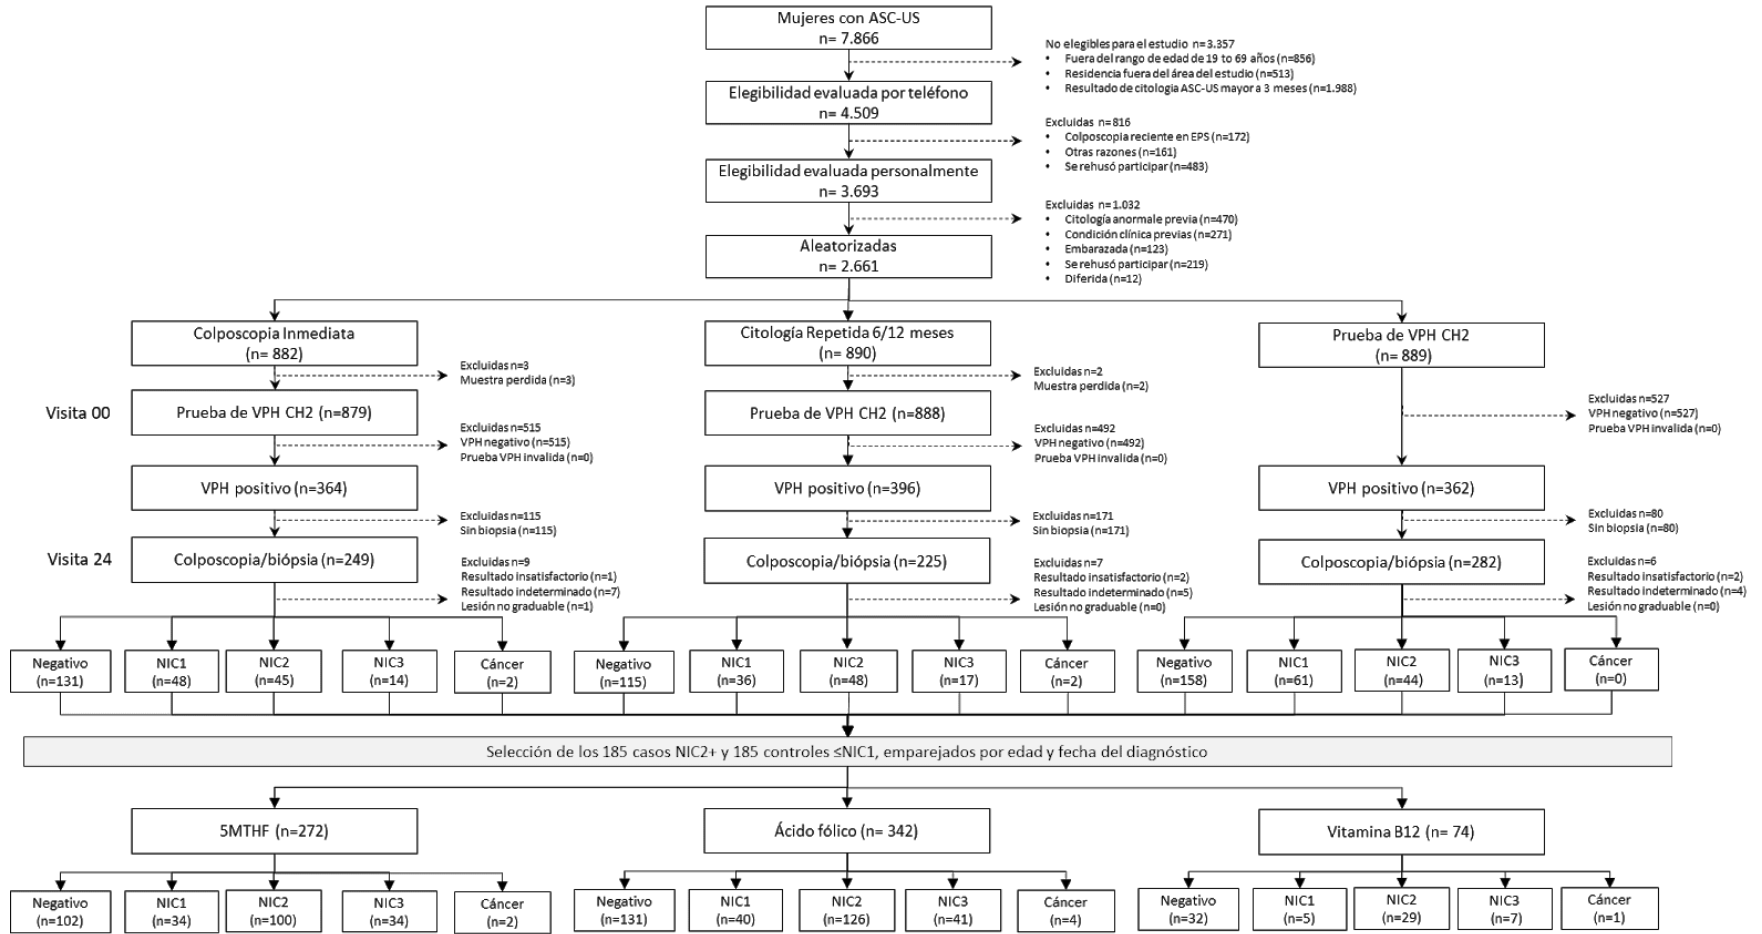 Mujeres con ASC-US
n= 7.866
No elegibles para el estudio n=3.357
• Fuera del rango de edad de 19 to 69 años (n=856)
• Residencia fuera del área del estudio (n=513)
• Resultado de citologia ASC-US mayor a 3 meses (n=1.988)
Elegibilidad evaluada por teléfono
n= 4.509
Excluidas n=816
• Colposcopia reciente en EPS (n=172)
• Otras razones (n=161)
• Se rehusó participar (n=483)
Elegibilidad evaluada personalmente
n= 3.693
Excluidas n=1.032
• Citología anormale previa (n=470)
• Condición clínica previas (n=271)
• Embarazada (n=123)
• Se rehusó participar (n=219)
• Diferida (n=12)
Aleatorizadas
n= 2.661
Colposcopia Inmediata
(n= 882)
Citología Repetida 6/12 meses
(n= 890)
Prueba de VPH CH2
(n= 889)
Excluidas n=3
Muestra perdida (n=3)
Excluidas n=2
Muestra perdida (n=2)
Visita 00
Prueba de VPH CH2 (n=879)
Prueba de VPH CH2 (n=888)
Excluidas n=527
VPH negativo (n=527)
Prueba VPH invalida (n=0)
Excluidas n=515
VPH negativo (n=515)
Prueba VPH invalida (n=0)
Excluidas n=492
VPH negativo (n=492)
Prueba VPH invalida (n=0)
VPH positivo (n=364)
VPH positivo (n=396)
VPH positivo (n=362)
Excluidas n=115
Sin biopsia (n=115)
Excluidas n=171
Sin biopsia (n=171)
Excluidas n=80
Sin biopsia (n=80)
Visita 24
Colposcopia/biópsia (n=249)
Colposcopia/biópsia (n=225)
Colposcopia/biópsia (n=282)
Excluidas n=9
Resultado insatisfactorio (n=1)
Resultado indeterminado (n=7)
Lesión no graduable (n=1)
Excluidas n=7
Resultado insatisfactorio (n=2)
Resultado indeterminado (n=5)
Lesión no graduable (n=0)
Excluidas n=6
Resultado insatisfactorio (n=2)
Resultado indeterminado (n=4)
Lesión no graduable (n=0)
Negativo
(n=131)
NIC1
(n=48)
NIC2
(n=45)
NIC3
(n=14)
Cáncer
(n=2)
Negativo
(n=115)
NIC1
(n=36)
NIC2
(n=48)
NIC3
(n=17)
Cáncer
(n=2)
Negativo
(n=158)
NIC1
(n=61)
NIC2
(n=44)
NIC3
(n=13)
Cáncer
(n=0)
Selección de los 185 casos NIC2+ y 185 controles ≤NIC1, emparejados por edad y fecha del diagnóstico
5MTHF (n=272)
Ácido fólico (n= 342)
Vitamina B12 (n= 74)
Negativo
(n=102)
NIC1
(n=34)
NIC2
(n=100)
NIC3
(n=34)
Cáncer
(n=2)
Negativo
(n=131)
NIC1
(n=40)
NIC2
(n=126)
NIC3
(n=41)
Cáncer
(n=4)
Negativo
(n=32)
NIC1
(n=5)
NIC2
(n=29)
NIC3
(n=7)
Cáncer
(n=1)